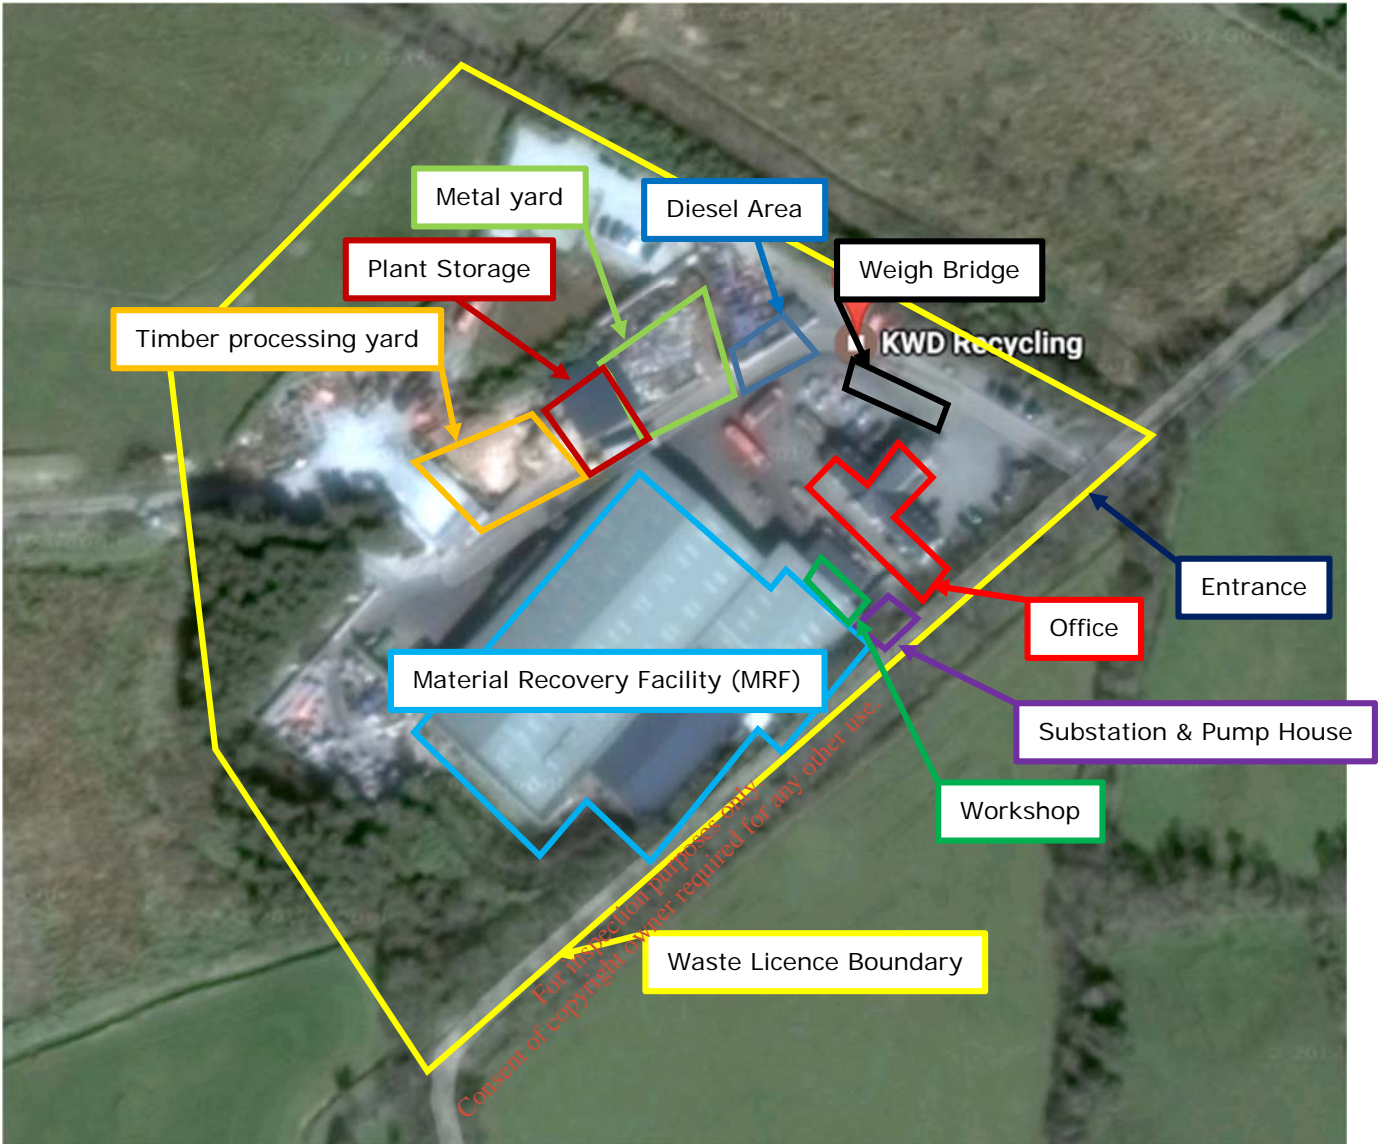 Metal yard
Diesel Area
Plant Storage
Weigh Bridge
Timber processing yard
KWD Recycling
Entrance
Office
Material Recovery Facility (MRF)
Substation & Pump House
Workshop
Waste Licence Boundary
For inspection purposes only.
Consent of copyright owner required for any other use.